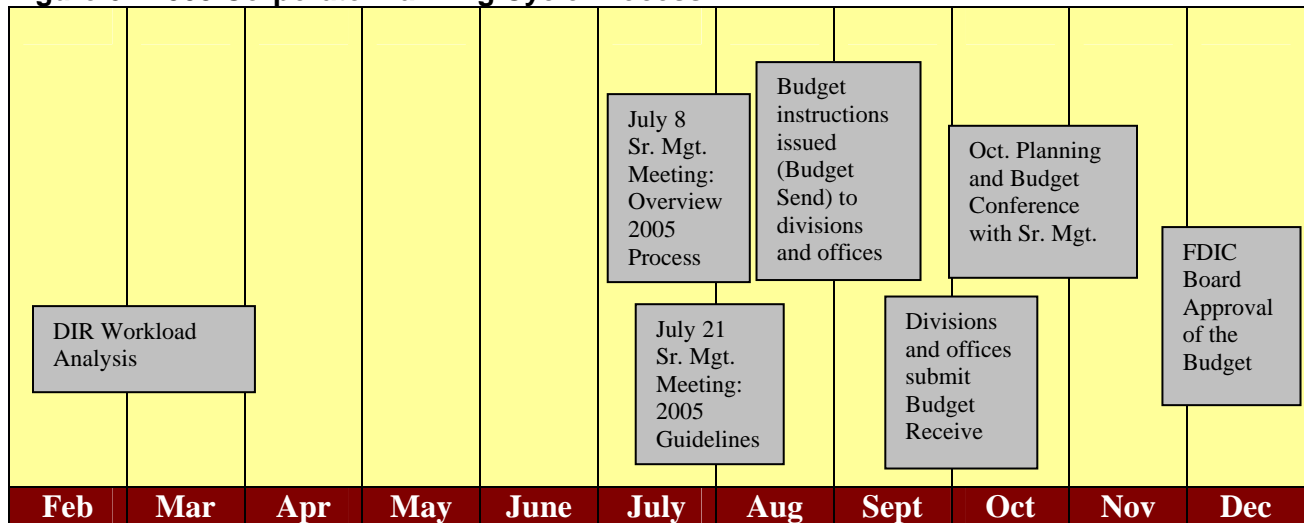 DIR Workload
Analysis
July 8
Sr. Mgt.
Meeting:
Overview
2005
Process
July 21
Sr. Mgt.
Meeting:
2005
Guidelines
Budget
instructions
issued
(Budget
Send) to
divisions
and offices
Divisions
and offices
submit
Budget
Receive
Oct. Planning
and Budget
Conference
with Sr. Mgt.
FDIC
Board
Approval
of the
Budget
Feb Mar Apr May June July Aug Sept Oct Nov Dec